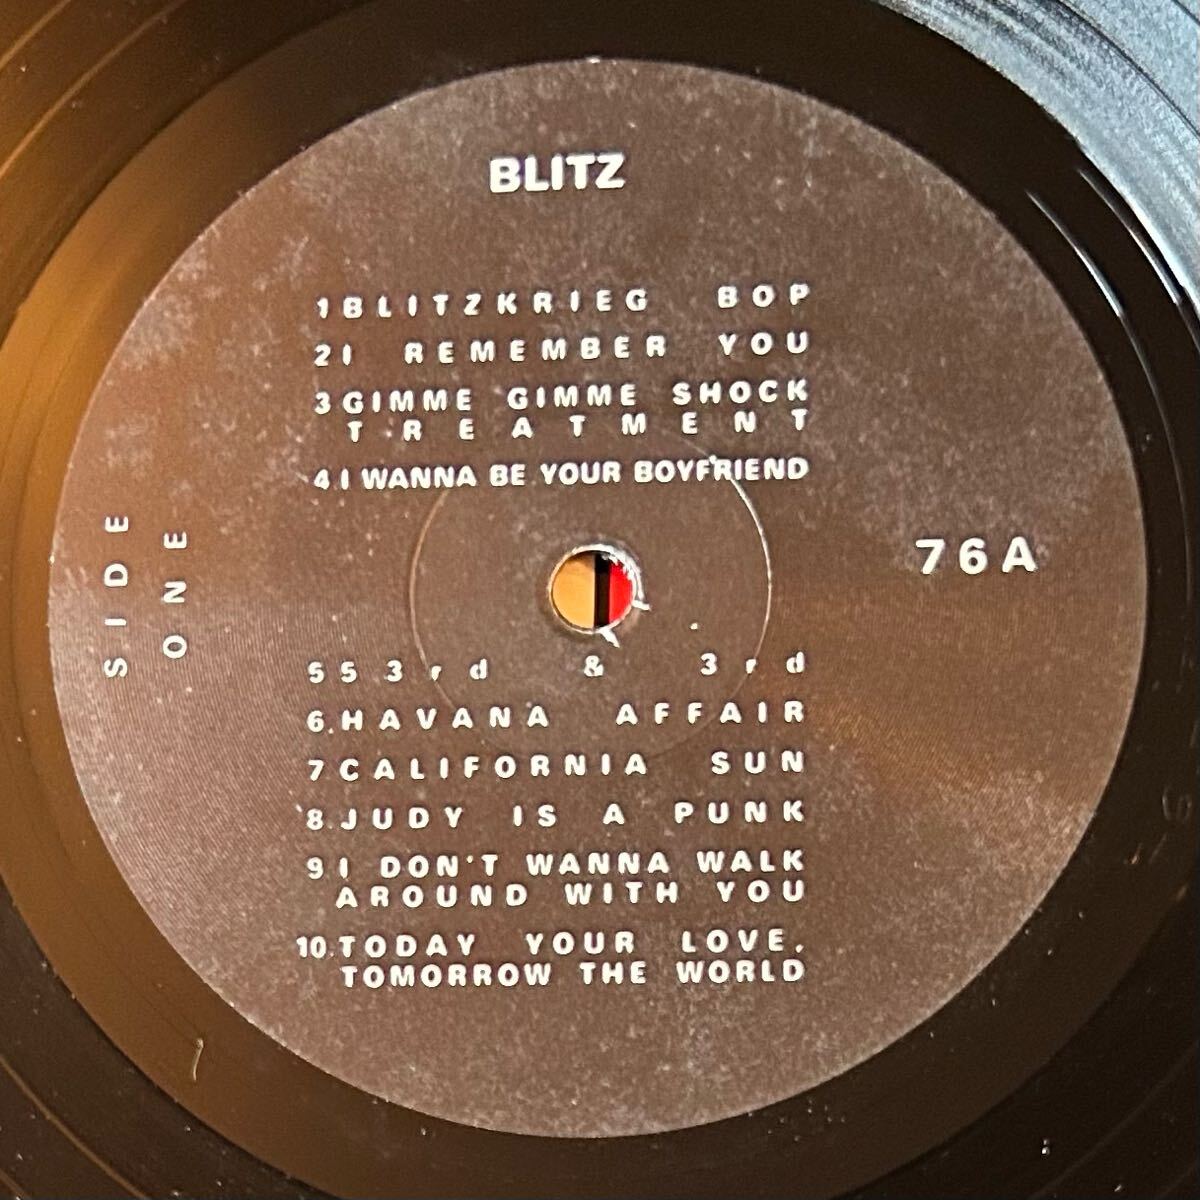 BLITZ
1 BLITZKRIEG BOP
2 I REMEMBER YOU
3 GIMME GIMME SHOCK
TREATMENT
4 I WANNA BE YOUR BOYFRIEND
SIDE
ONE
76A
5 53rd & 3rd
6. HAVANA AFFAIR
7 CALIFORNIA SUN
8. JUDY IS A PUNK
9 I DON'T WANNA WALK
AROUND WITH YOU
10. TODAY YOUR LOVE.
TOMORROW THE WORLD